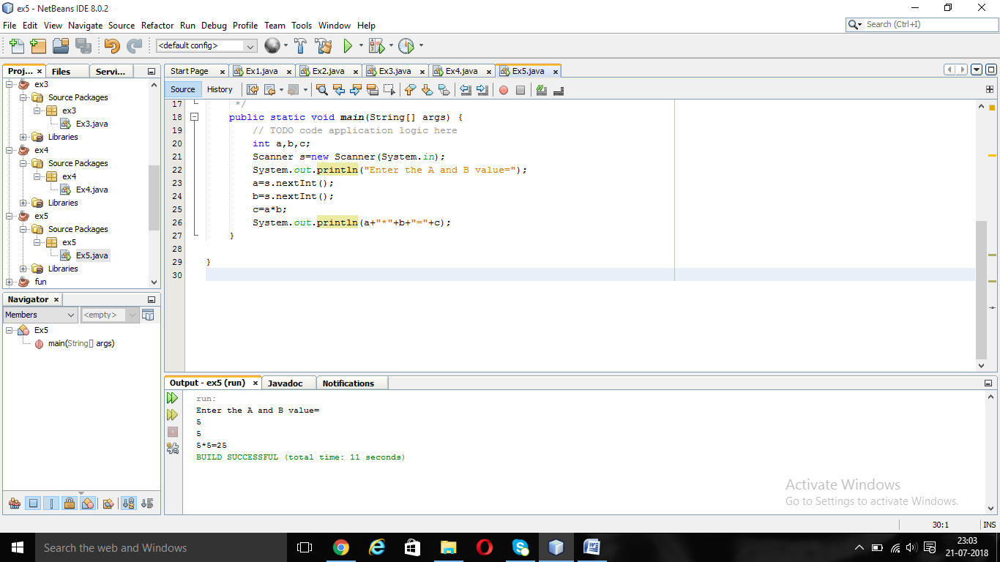 ex5 - NetBeans IDE 8.0.2
File Edit View Navigate Source Refactor Run Debug Profile Team Tools Window Help
Search (Ctrl+I)
<default config>
Proj... × Files Servi...
ex3
Source Packages
ex3
Ex3.java
Libraries
ex4
Source Packages
ex4
Ex4.java
Libraries
ex5
Source Packages
ex5
Ex5.java
Libraries
fun
Navigator ×
Members <empty>
Ex5
main(String[] args)
Start Page × Ex1.java × Ex2.java × Ex3.java × Ex4.java × Ex5.java ×
Source History
17 */
18 public static void main(String[] args) {
19 // TODO code application logic here
20 int a,b,c;
21 Scanner s=new Scanner(System.in);
22 System.out.println("Enter the A and B value=");
23 a=s.nextInt();
24 b=s.nextInt();
25 c=a*b;
26 System.out.println(a+"*"+b+"="+c);
27 }
28
29 }
30
Output - ex5 (run) × Javadoc Notifications
run:
Enter the A and B value=
5
5
5*5=25
BUILD SUCCESSFUL (total time: 11 seconds)
Activate Windows
Go to Settings to activate Windows.
30:1 INS
Search the web and Windows
23:03
21-07-2018